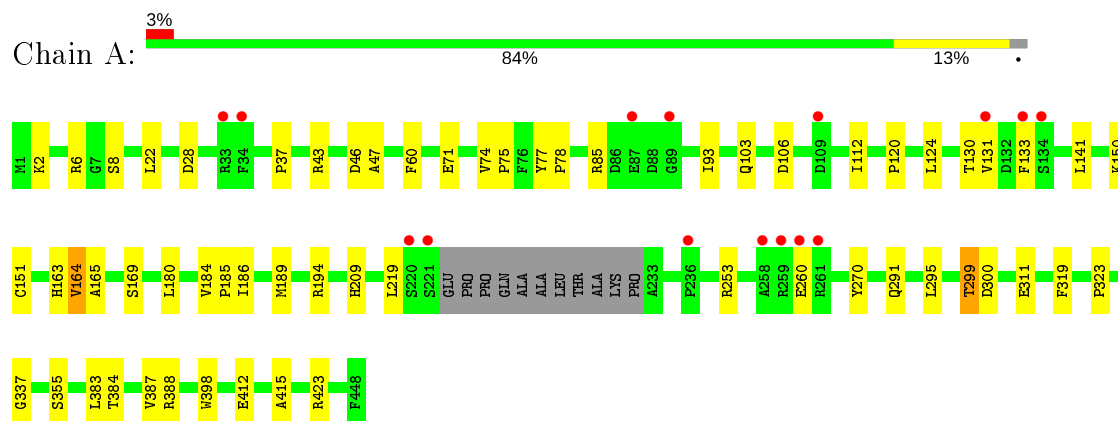 3%
Chain A:
84% 13% •
M1 K2 R6 G7 S8 L22 D28 R33 F34 P37 R43 D46 A47 F60 E71 V74 P75 F76 Y77 P78 R85 D86 E87 D88 G89 I93 Q103 D106 D109 I112 P120 L124 T130 V131 D132 F133 S134 L141 K150
C151 H163 V164 A165 S169 L180 V184 P185 I186 M189 R194 H209 L219 S220 S221 GLU PRO PRO GLN ALA ALA LEU THR ALA LYS PRO A233 P236 R253 A258 R259 E260 R261 Y270 Q291 L295 T299 D300 E311 F319 P323
G337 S355 L383 T384 V387 R388 W398 E412 A415 R423 F448